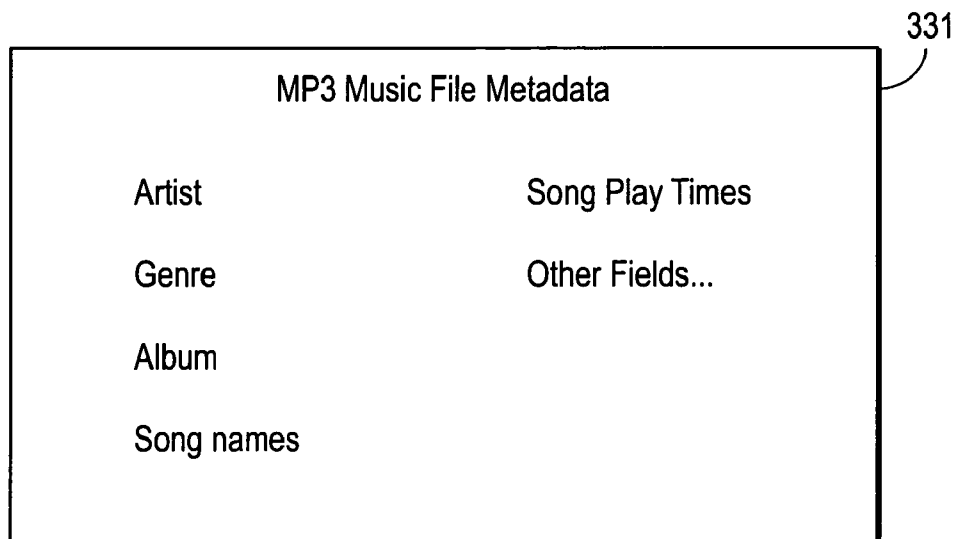 331
MP3 Music File Metadata
Artist
Song Play Times
Genre
Other Fields...
Album
Song names